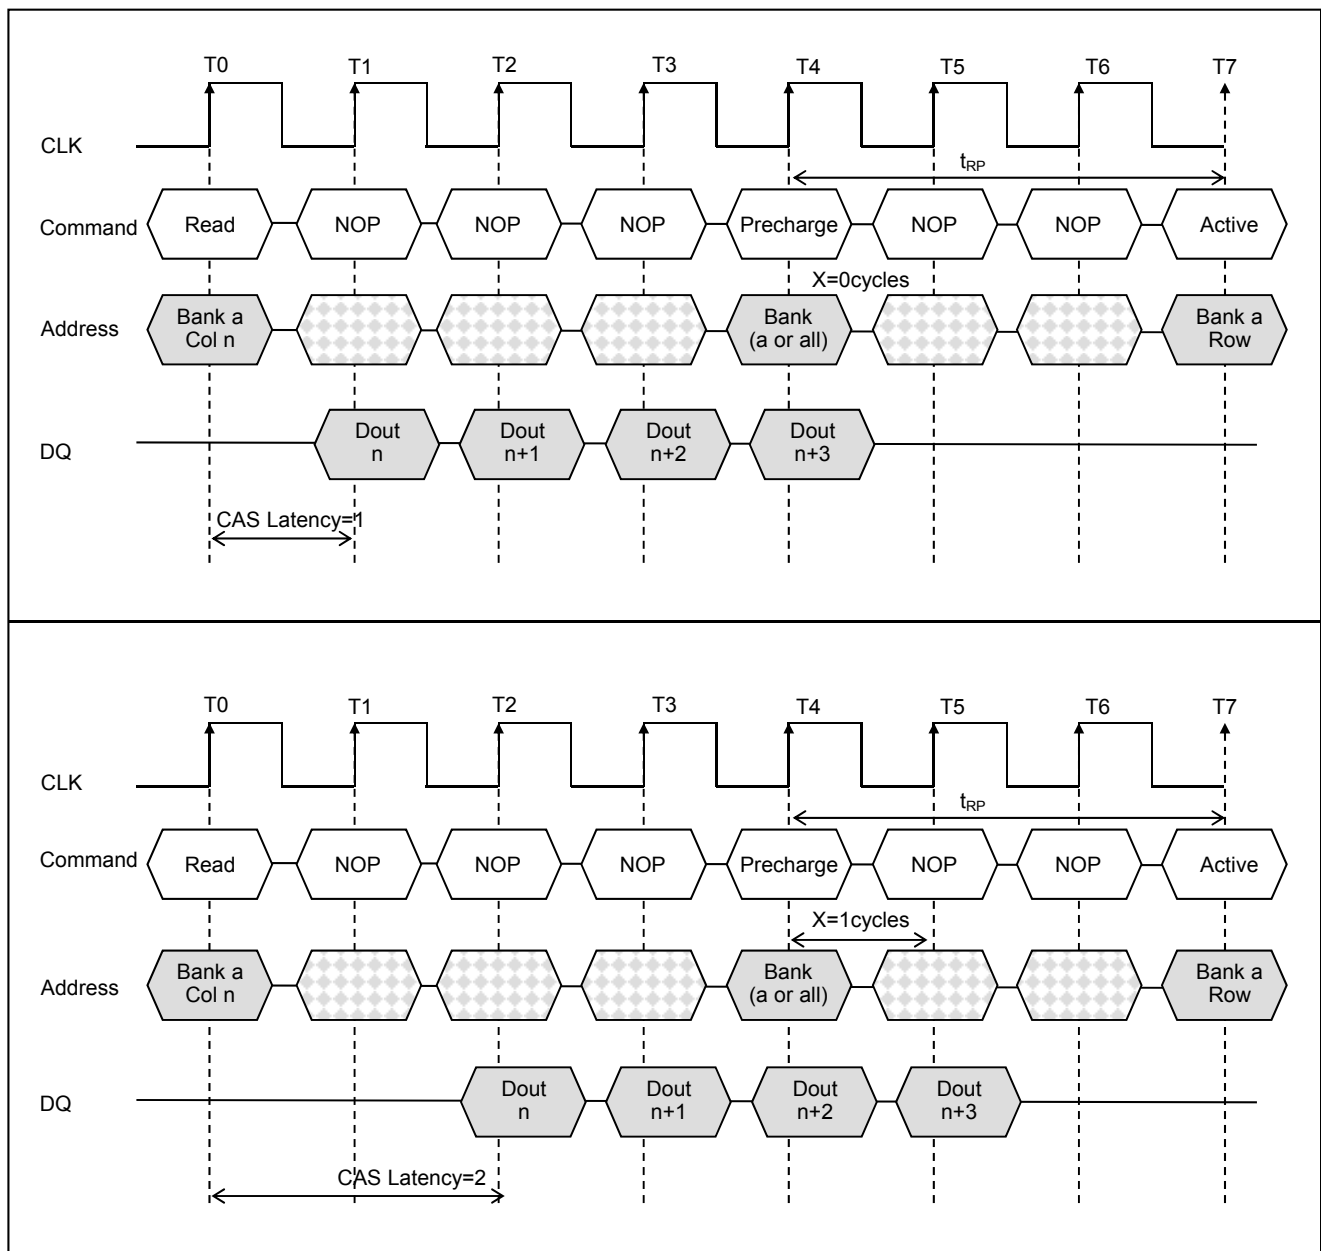 T0 T1 T2 T3 T4 T5 T6 T7
CLK
tRP
Command Read NOP NOP NOP Precharge NOP NOP Active
X=0cycles
Address Bank a Col n Bank (a or all) Bank a Row
DQ Dout n Dout n+1 Dout n+2 Dout n+3
CAS Latency=1
T0 T1 T2 T3 T4 T5 T6 T7
CLK
tRP
Command Read NOP NOP NOP Precharge NOP NOP Active
X=1cycles
Address Bank a Col n Bank (a or all) Bank a Row
DQ Dout n Dout n+1 Dout n+2 Dout n+3
CAS Latency=2